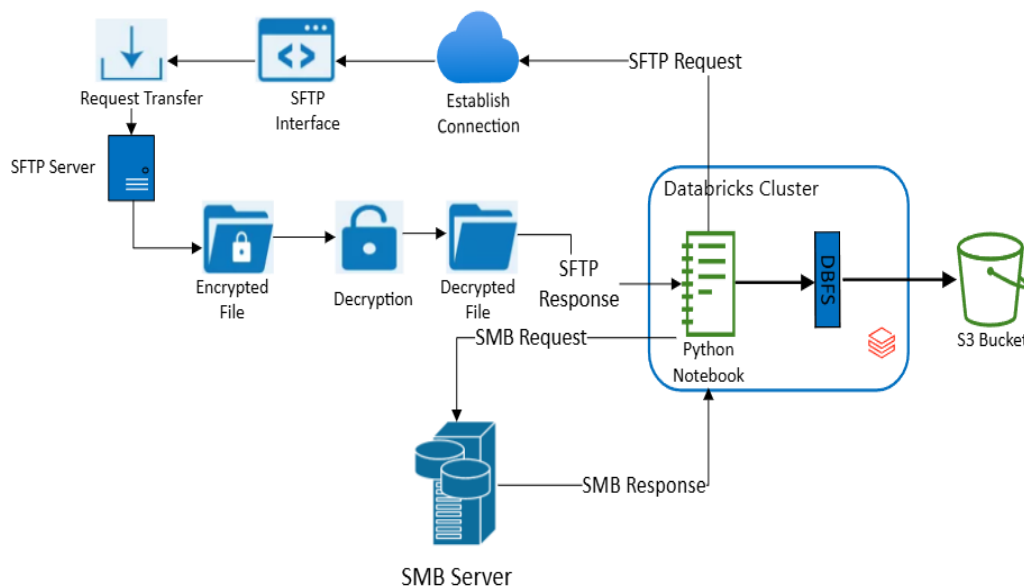 SFTP Request
Request Transfer
SFTP
Interface
Establish
Connection
SFTP Server
Databricks Cluster
DBFS
Encrypted
File
Decryption
Decrypted
File
SFTP
Response
SMB Request
Python
Notebook
S3 Bucket
SMB Response
SMB Server